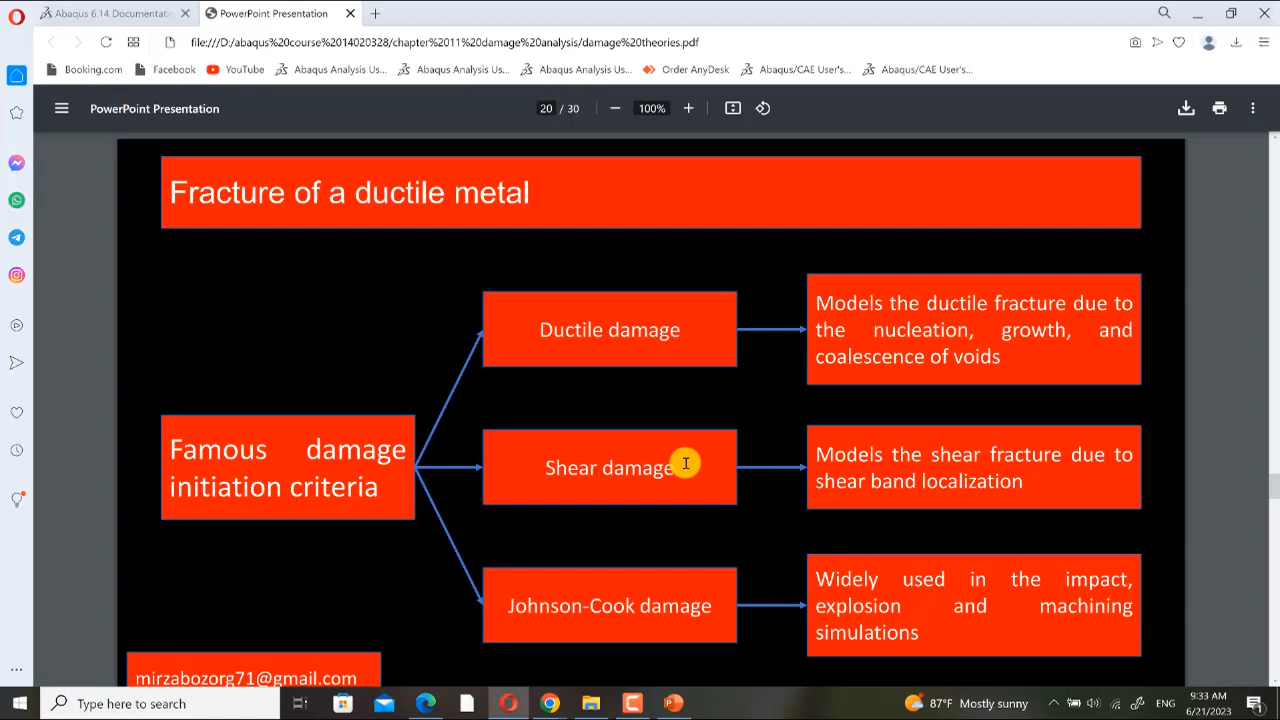 Abaqus 6.14 Documentatio
PowerPoint Presentation
file:///D:/abaqus%20course%2014020328/chapter%2011%20damage%20analysis/damage%20theories.pdf
Booking.com
Facebook
YouTube
Abaqus Analysis Us...
Abaqus Analysis Us...
Abaqus Analysis Us...
Order AnyDesk
Abaqus/CAE User's...
Abaqus/CAE User's...
PowerPoint Presentation
20 / 30
100%
Fracture of a ductile metal
Famous damage
initiation criteria
Ductile damage
Models the ductile fracture due to
the nucleation, growth, and
coalescence of voids
Shear damage
Models the shear fracture due to
shear band localization
Johnson-Cook damage
Widely used in the impact,
explosion and machining
simulations
mirzabozorg71@gmail.com
Type here to search
87°F Mostly sunny
ENG
9:33 AM
6/21/2023
1